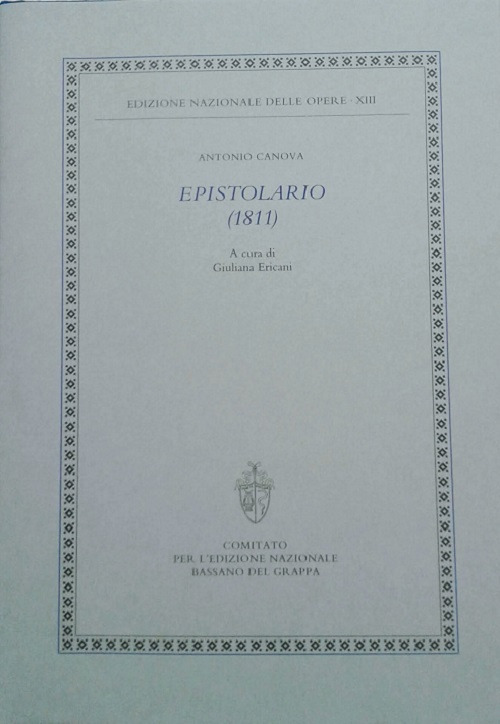 EDIZIONE NAZIONALE DELLE OPERE · XIII
ANTONIO CANOVA
EPISTOLARIO
(1811)
A cura di
Giuliana Ericani
COMITATO
PER L'EDIZIONE NAZIONALE
BASSANO DEL GRAPPA